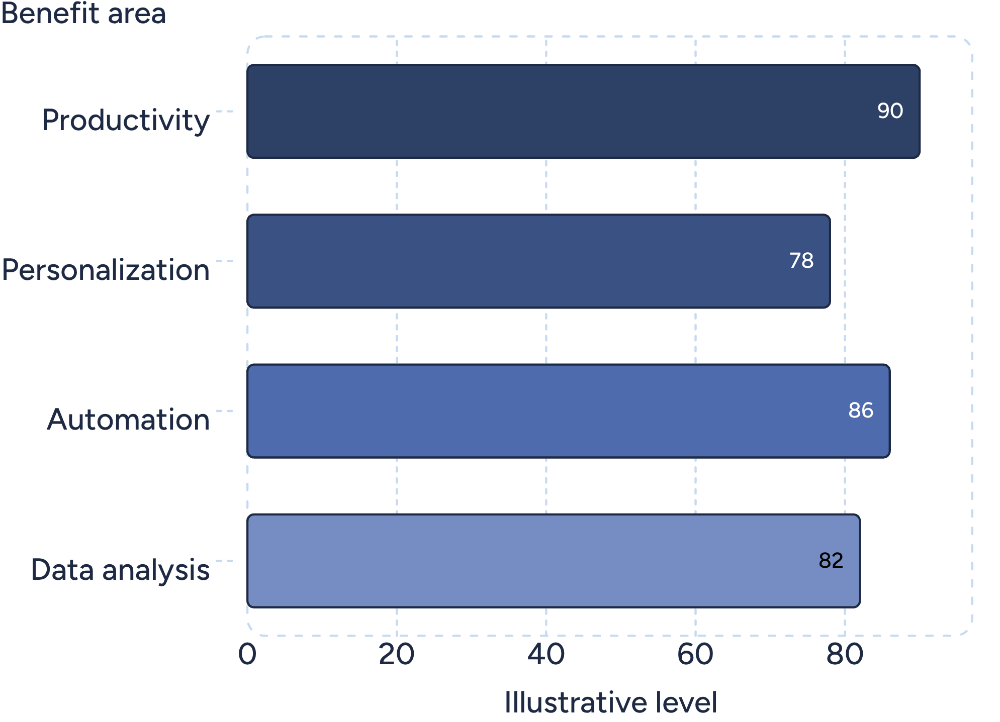 Benefit area
Productivity
90
Personalization
78
Automation
86
Data analysis
82
0 20 40 60 80
Illustrative level